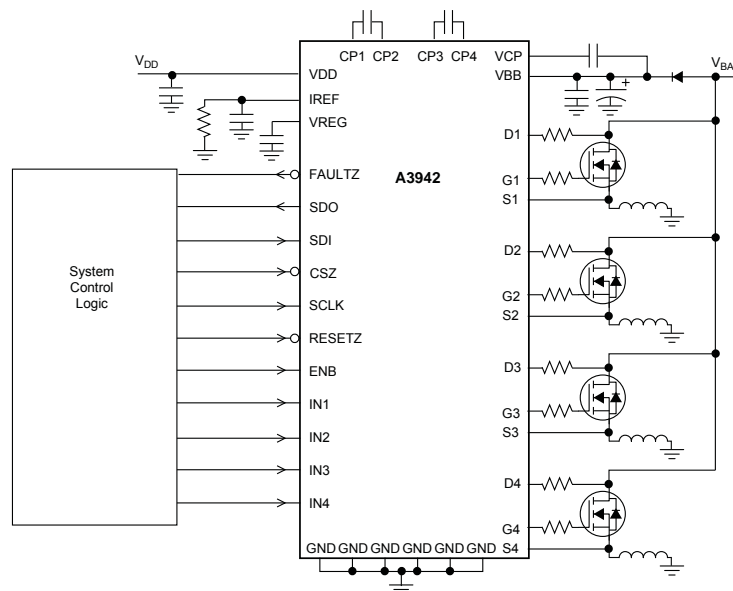 CP1 CP2 CP3 CP4
VDD
VDD
IREF
VREG
VCP
VBB
VBA
A3942
FAULTZ
SDO
SDI
CSZ
SCLK
RESETZ
ENB
IN1
IN2
IN3
IN4
System
Control
Logic
D1
G1
S1
D2
G2
S2
D3
G3
S3
D4
G4
S4
GND GND GND GND GND GND